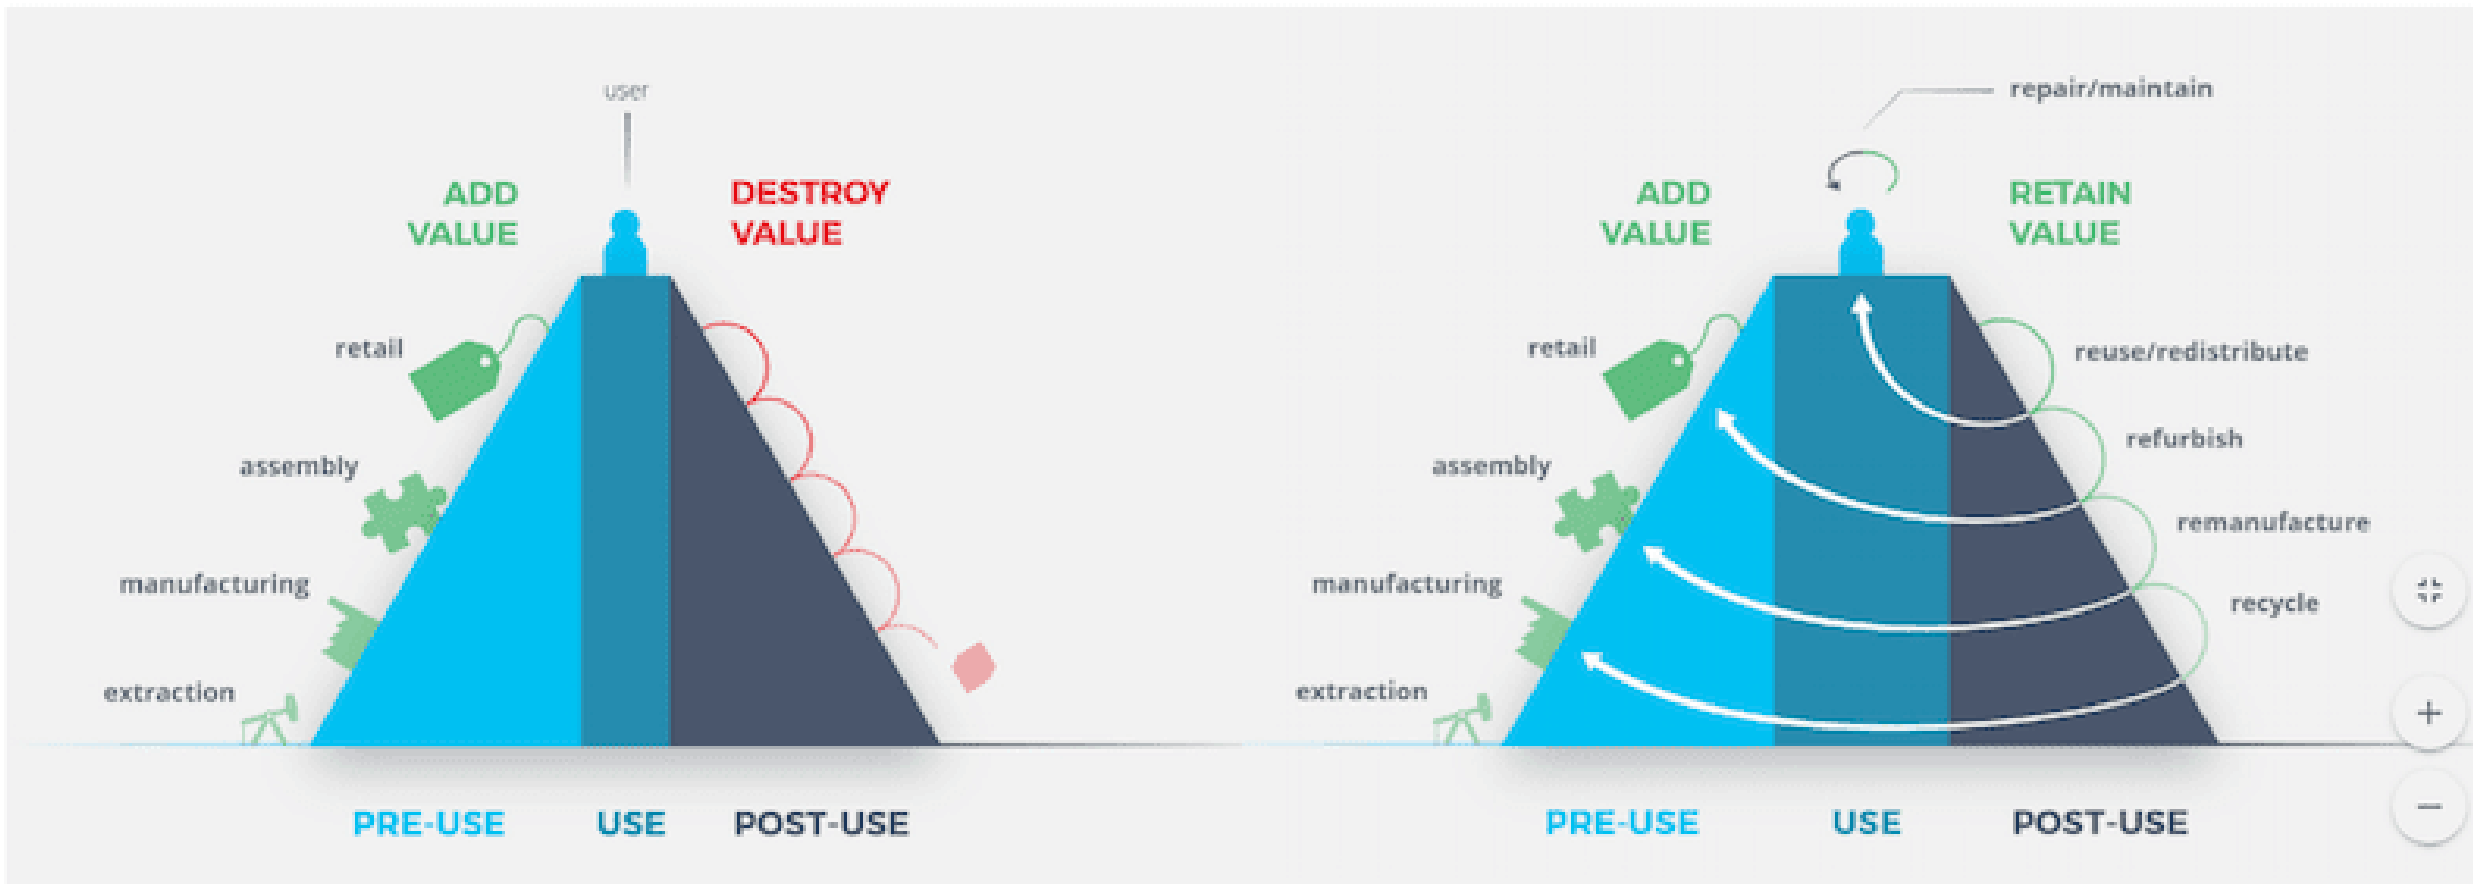 user
ADD
VALUE
DESTROY
VALUE
retail
assembly
manufacturing
extraction
PRE-USE
USE
POST-USE
repair/maintain
ADD
VALUE
RETAIN
VALUE
retail
reuse/redistribute
assembly
refurbish
manufacturing
remanufacture
extraction
recycle
PRE-USE
USE
POST-USE